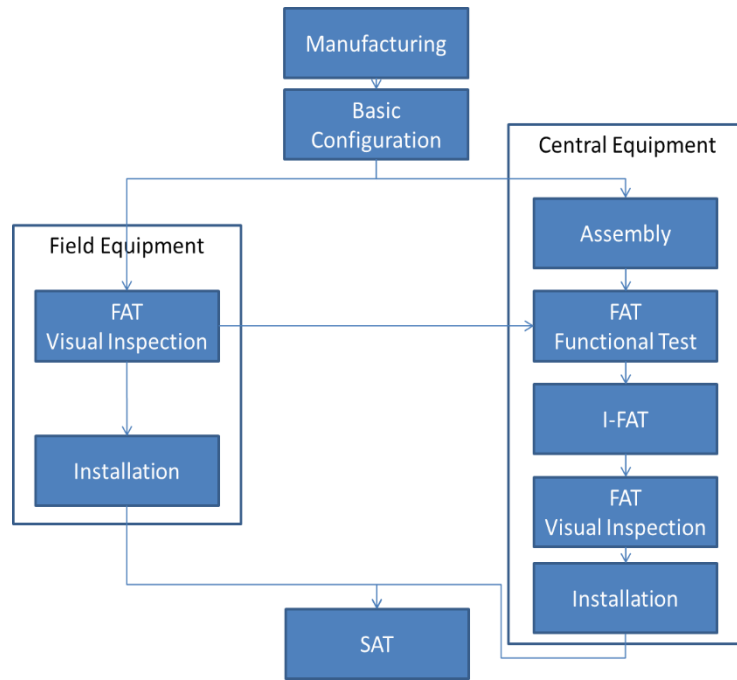 Manufacturing
Basic
Configuration
Central Equipment
Assembly
Field Equipment
FAT
Visual Inspection
FAT
Functional Test
I-FAT
Installation
FAT
Visual Inspection
Installation
SAT